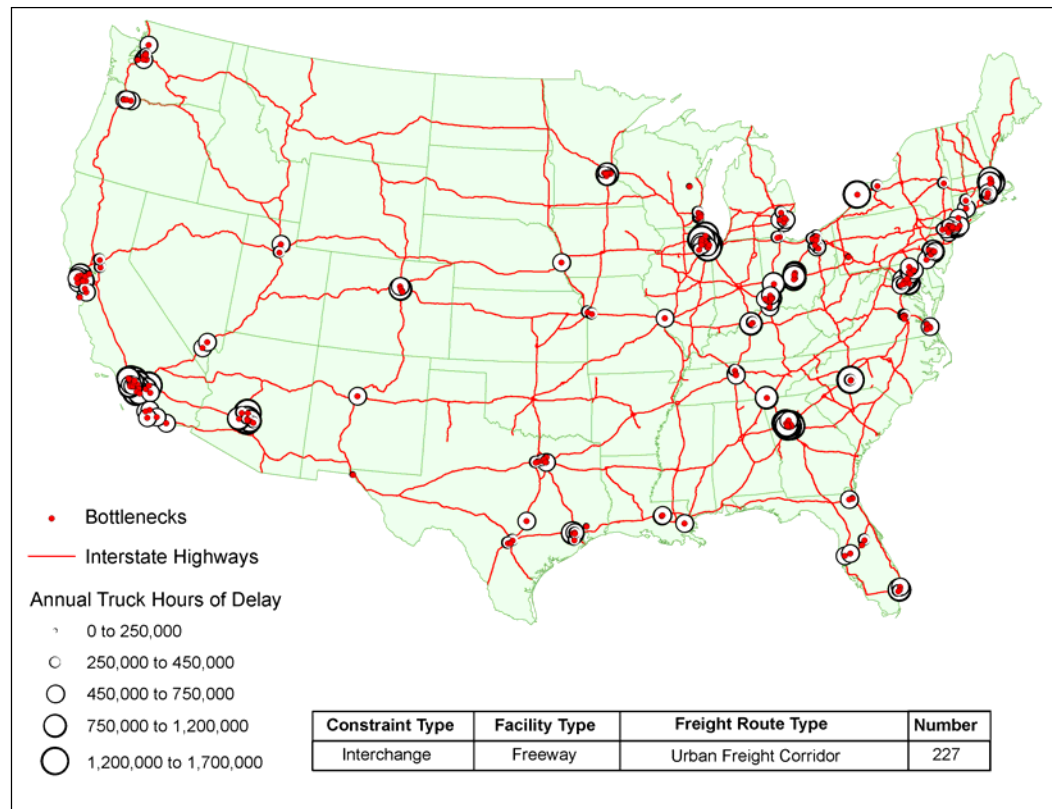 Bottlenecks
Interstate Highways
Annual Truck Hours of Delay
0 to 250,000
250,000 to 450,000
450,000 to 750,000
750,000 to 1,200,000
1,200,000 to 1,700,000
Constraint Type Facility Type Freight Route Type Number
Interchange Freeway Urban Freight Corridor 227